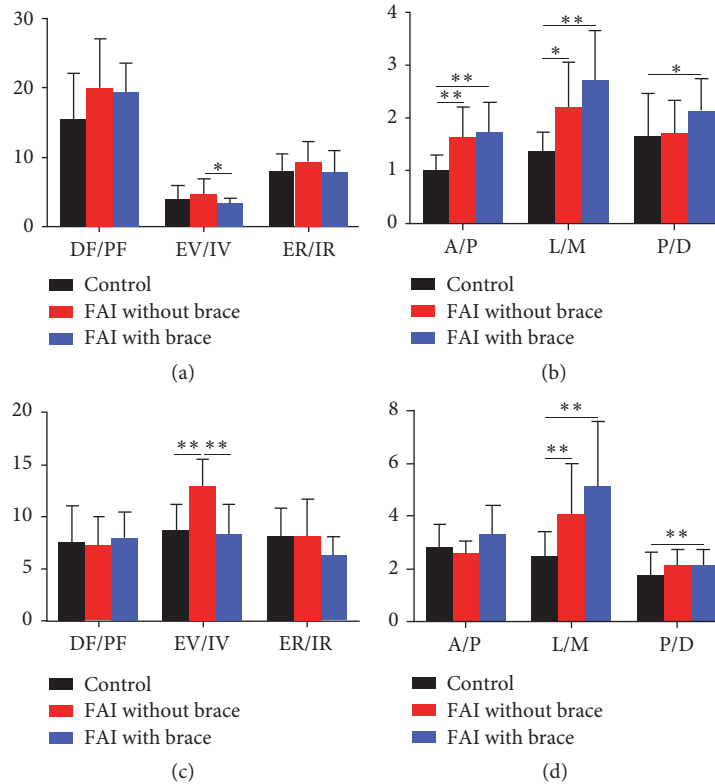 30
20
10
0
*
DF/PF
EV/IV
ER/IR
Control
FAI without brace
FAI with brace
(a)
4
3
2
1
0
**
**
**
*
*
A/P
L/M
P/D
Control
FAI without brace
FAI with brace
(b)
20
15
10
5
0
** **
DF/PF
EV/IV
ER/IR
Control
FAI without brace
FAI with brace
(c)
8
6
4
2
0
**
**
**
A/P
L/M
P/D
Control
FAI without brace
FAI with brace
(d)